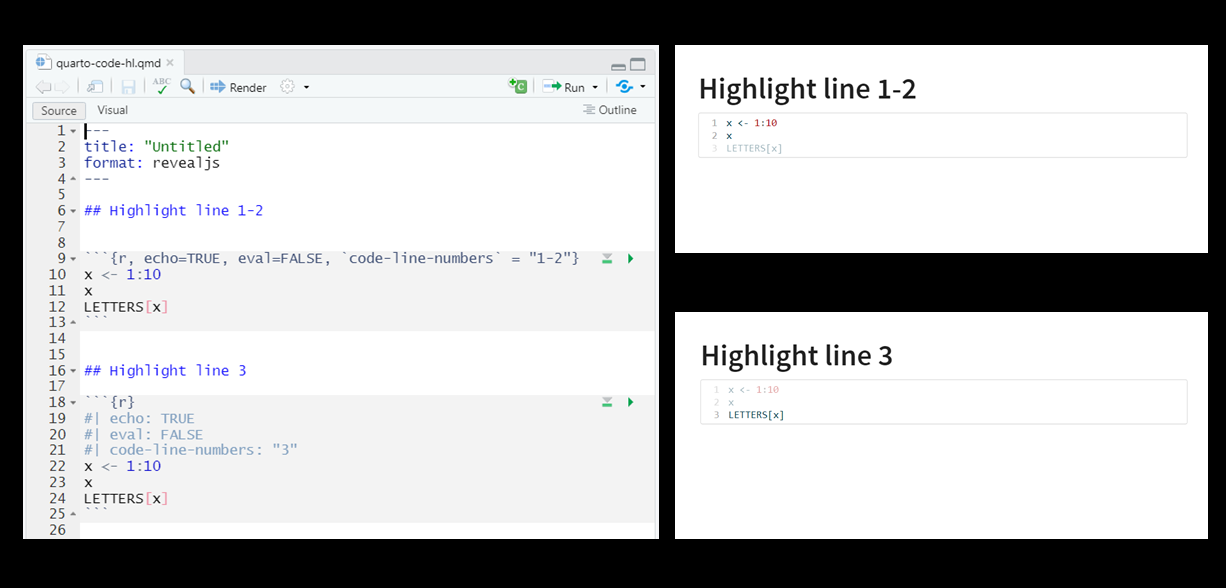 quarto-code-hl.qmd
ABC
Render
C
Run
Source Visual
Outline
1 ---
2 title: "Untitled"
3 format: revealjs
4 ---
5
6 ## Highlight line 1-2
7
8
9 ```{r, echo=TRUE, eval=FALSE, `code-line-numbers` = "1-2"}
10 x <- 1:10
11 x
12 LETTERS[x]
13 ```
14
15
16 ## Highlight line 3
17
18 ```{r}
19 #| echo: TRUE
20 #| eval: FALSE
21 #| code-line-numbers: "3"
22 x <- 1:10
23 x
24 LETTERS[x]
25 ```
26
Highlight line 1-2
1 x <- 1:10
2 x
3 LETTERS[x]
Highlight line 3
1 x <- 1:10
2 x
3 LETTERS[x]